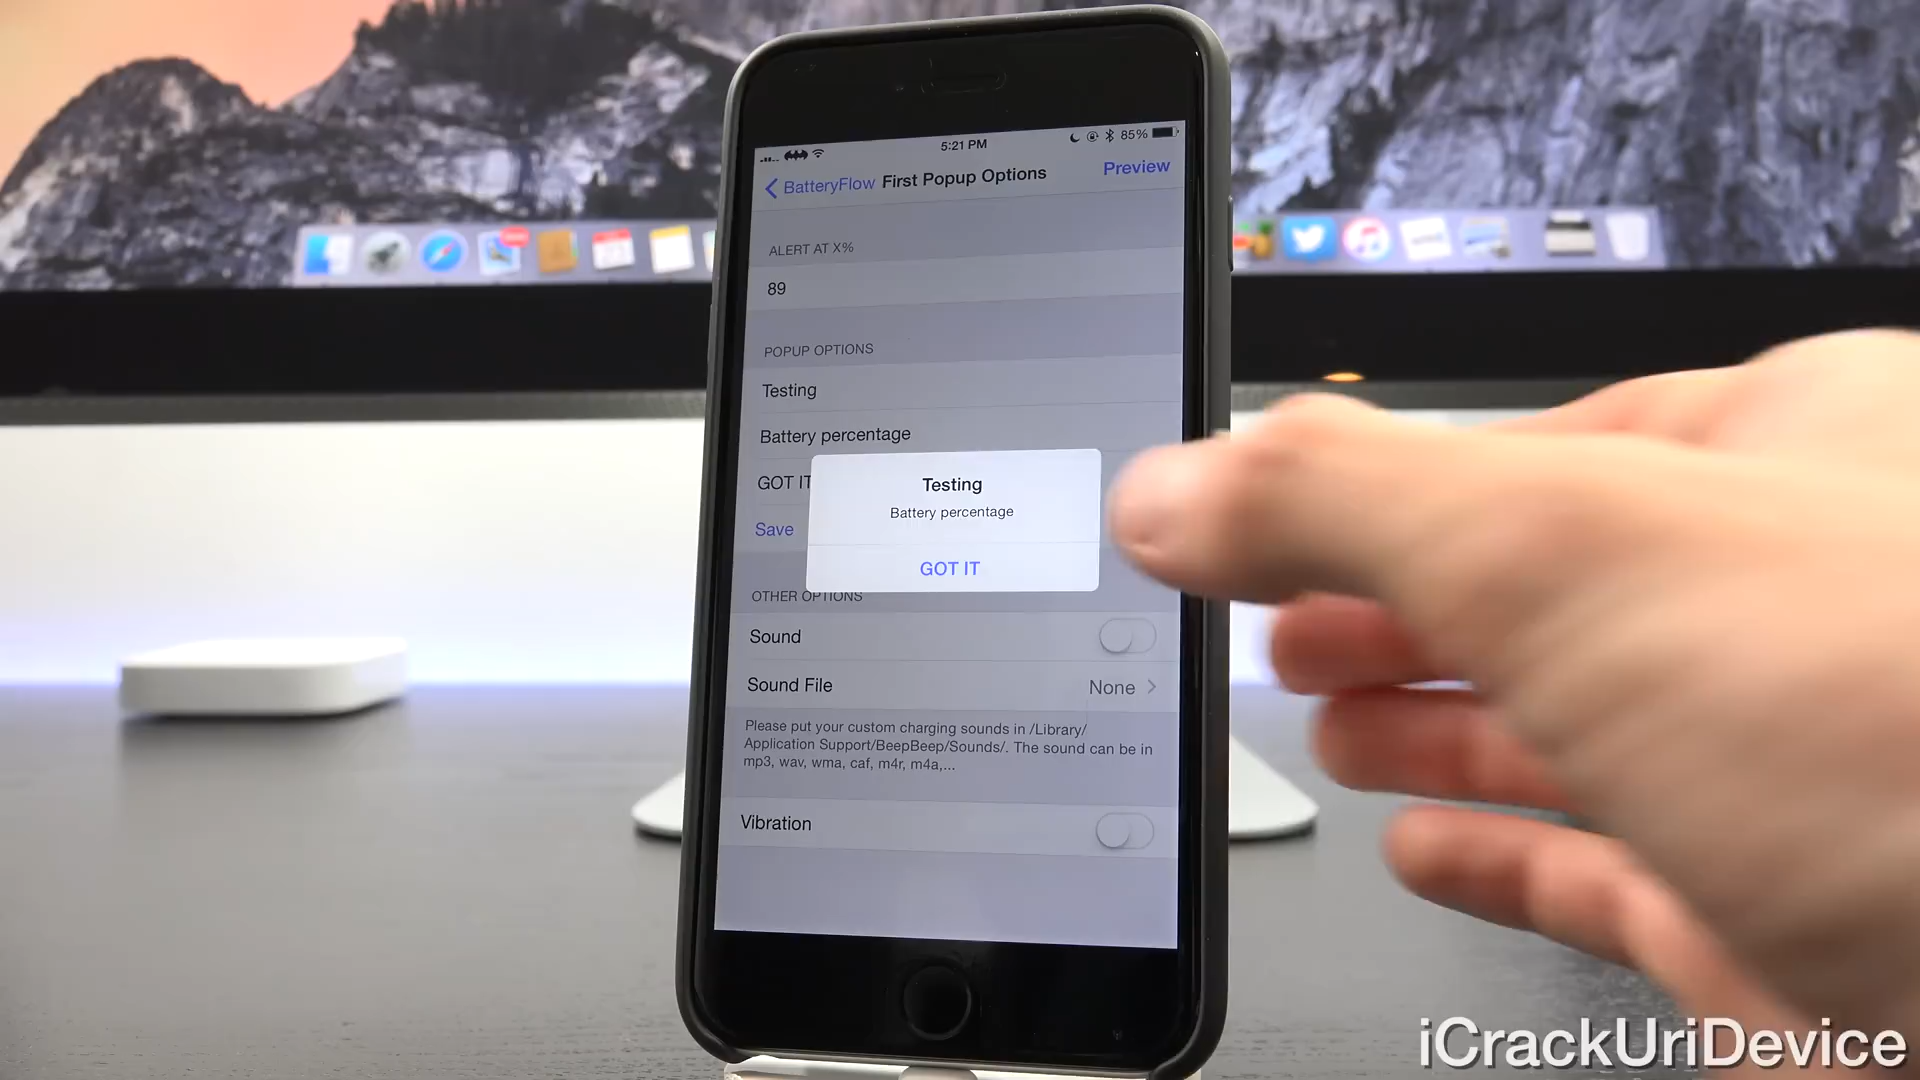 5:21 PM
85%
BatteryFlow
First Popup Options
Preview
ALERT AT X%
89
POPUP OPTIONS
Testing
Battery percentage
GOT IT
Save
Testing
Battery percentage
GOT IT
OTHER OPTIONS
Sound
Sound File
None
Please put your custom charging sounds in /Library/
Application Support/BeepBeep/Sounds/. The sound can be in
mp3, wav, wma, caf, m4r, m4a,...
Vibration
iCrackUriDevice